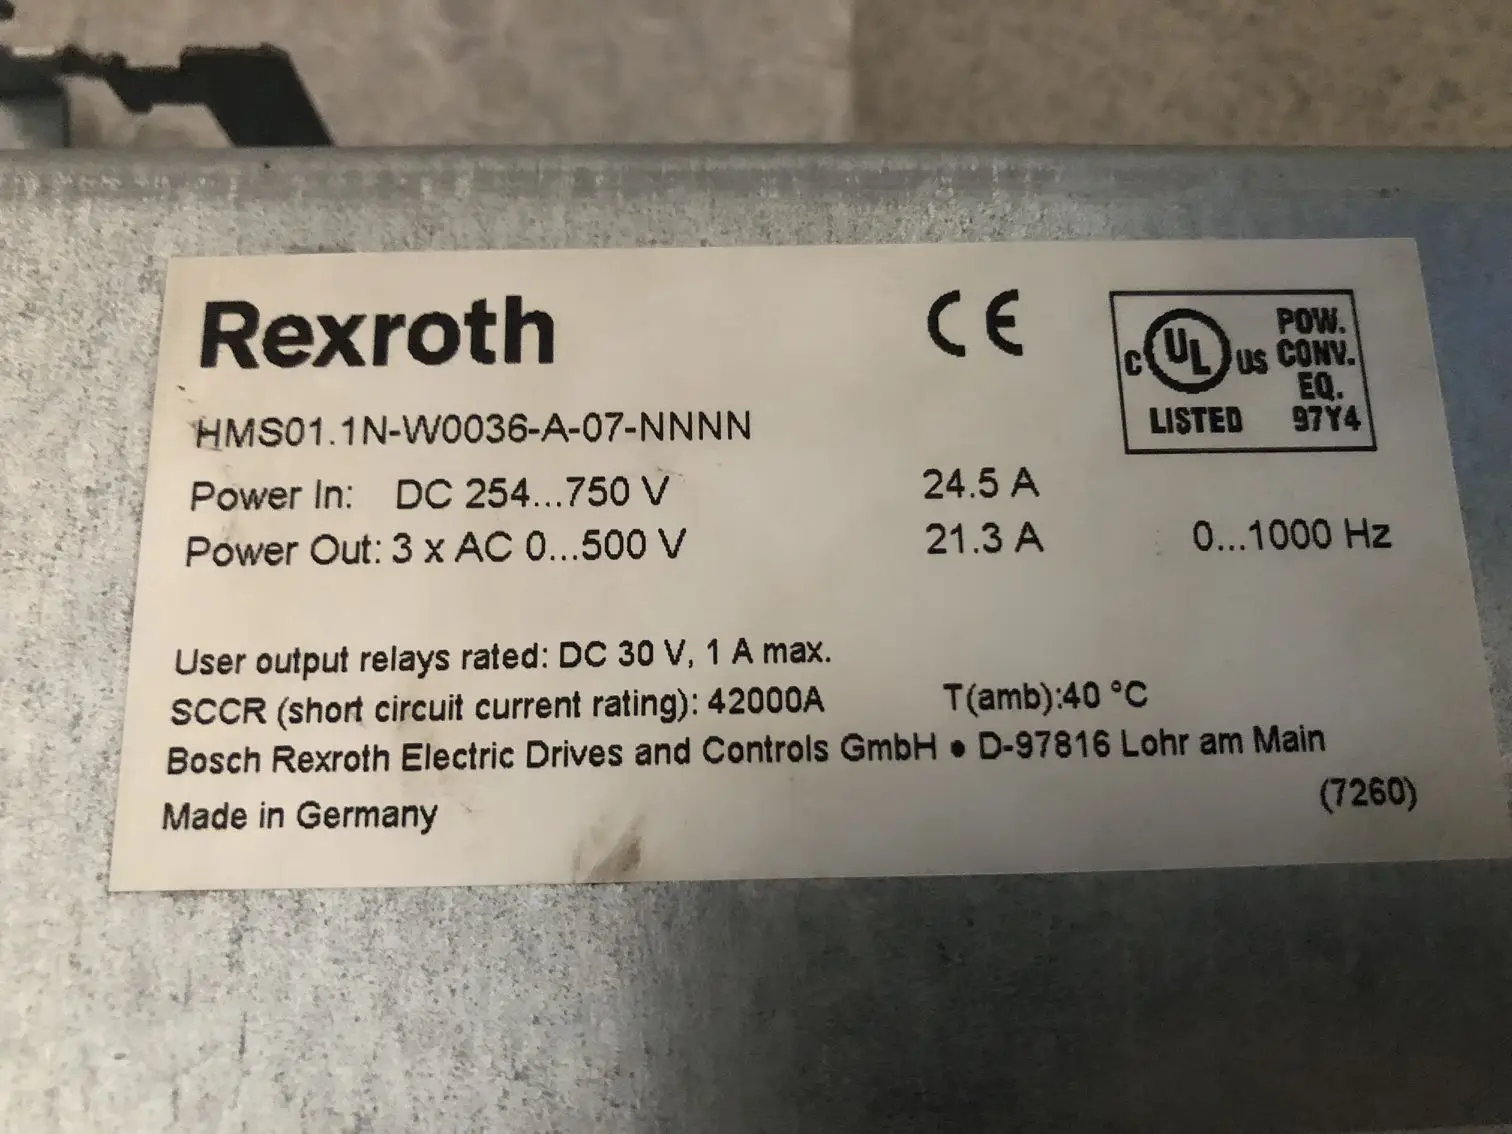 Rexroth
CE
C UL US
POW.
CONV.
EQ.
LISTED 97Y4
HMS01.1N-W0036-A-07-NNNN
Power In: DC 254...750 V 24.5 A
Power Out: 3 x AC 0...500 V 21.3 A 0...1000 Hz
User output relays rated: DC 30 V, 1 A max.
SCCR (short circuit current rating): 42000A T(amb):40 °C
Bosch Rexroth Electric Drives and Controls GmbH • D-97816 Lohr am Main
(7260)
Made in Germany